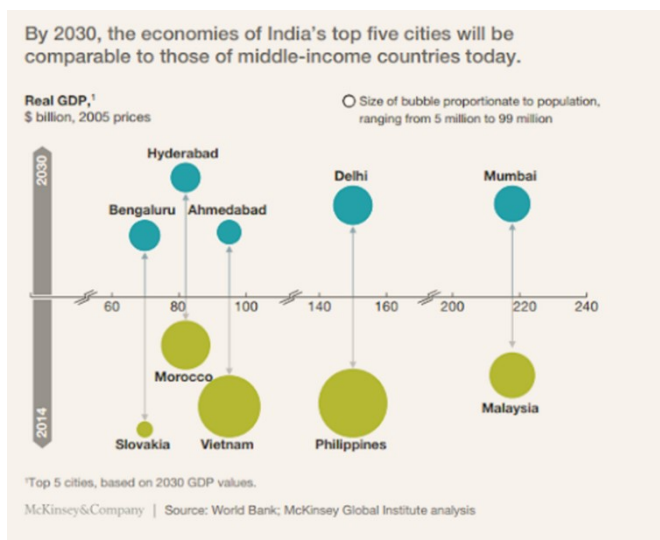 By 2030, the economies of India's top five cities will be
comparable to those of middle-income countries today.
Real GDP,¹
$ billion, 2005 prices
Size of bubble proportionate to population,
ranging from 5 million to 99 million
2030
Hyderabad
Delhi
Mumbai
Bengaluru
Ahmedabad
60
80
100
140
160
200
220
240
2014
Morocco
Malaysia
Slovakia
Vietnam
Philippines
¹Top 5 cities, based on 2030 GDP values.
McKinsey&Company | Source: World Bank; McKinsey Global Institute analysis